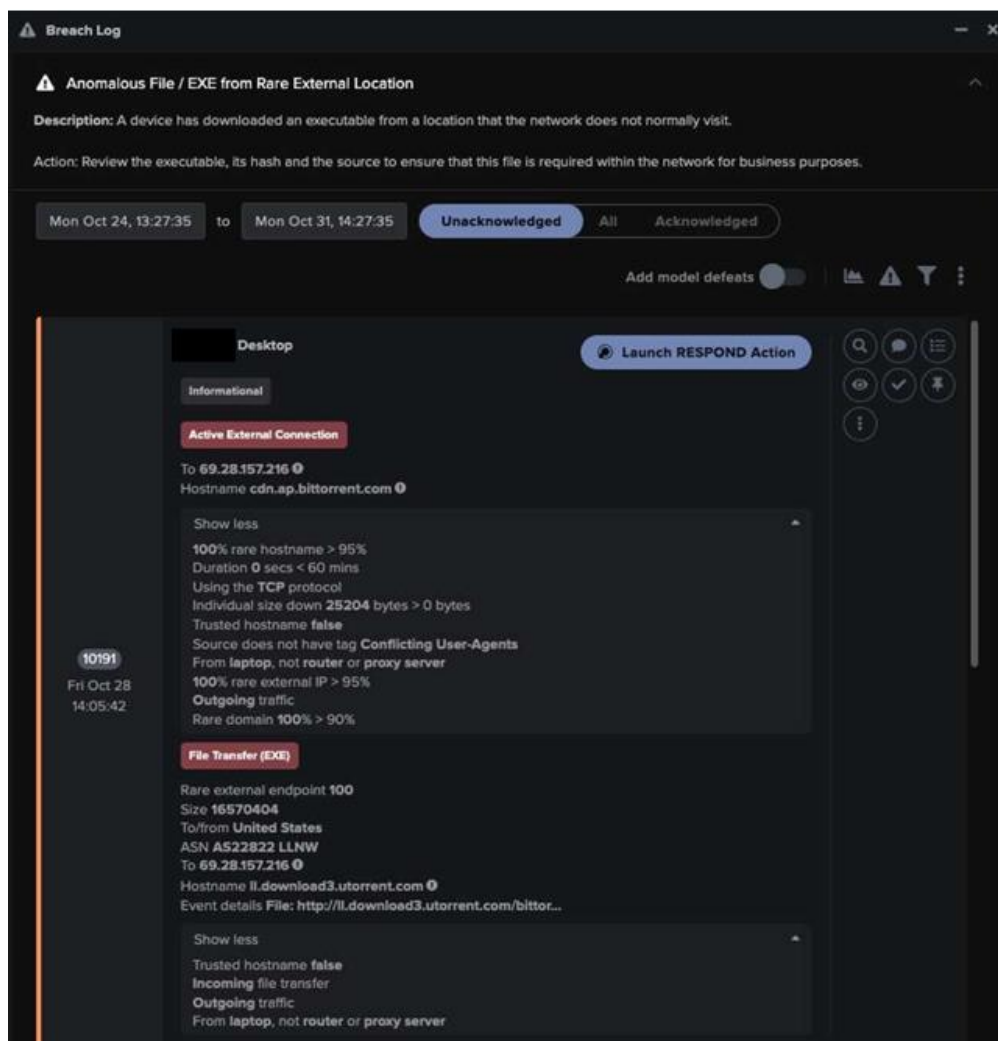 Breach Log
Anomalous File / EXE from Rare External Location
Description: A device has downloaded an executable from a location that the network does not normally visit.
Action: Review the executable, its hash and the source to ensure that this file is required within the network for business purposes.
Mon Oct 24, 13:27:35 to Mon Oct 31, 14:27:35 Unacknowledged All Acknowledged
Add model defeats
Desktop
Launch RESPOND Action
Informational
Active External Connection
To 69.28.157.216
Hostname cdn.ap.bittorrent.com
Show less
100% rare hostname > 95%
Duration 0 secs < 60 mins
Using the TCP protocol
Individual size down 25204 bytes > 0 bytes
Trusted hostname false
Source does not have tag Conflicting User-Agents
From laptop, not router or proxy server
100% rare external IP > 95%
Outgoing traffic
Rare domain 100% > 90%
10191
Fri Oct 28
14:05:42
File Transfer (EXE)
Rare external endpoint 100
Size 16570404
To/from United States
ASN AS22822 LLNW
To 69.28.157.216
Hostname ll.download3.utorrent.com
Event details File: http://ll.download3.utorrent.com/bittor...
Show less
Trusted hostname false
Incoming file transfer
Outgoing traffic
From laptop, not router or proxy server